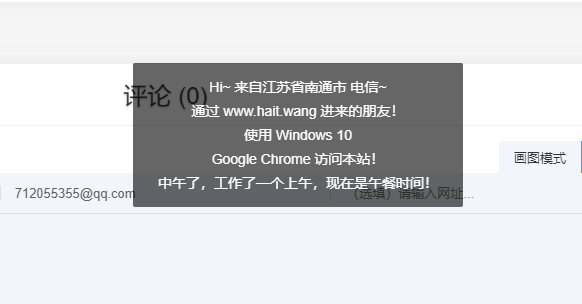 Hi~ 来自江苏省南通市 电信~
评论 (0)
通过 www.hait.wang 进来的朋友！
使用 Windows 10
Google Chrome 访问本站！
画图模式
中午了，工作了一个上午，现在是午餐时间！
712055355@qq.com
（选填）请输入网址...